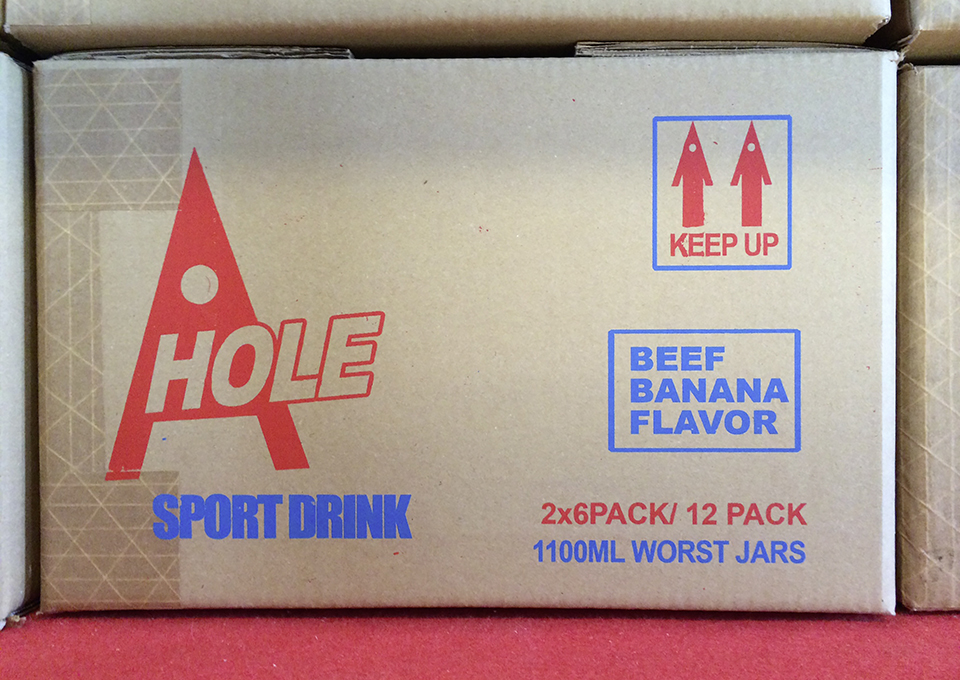 A HOLE
SPORT DRINK
KEEP UP
BEEF
BANANA
FLAVOR
2x6PACK/ 12 PACK
1100ML WORST JARS